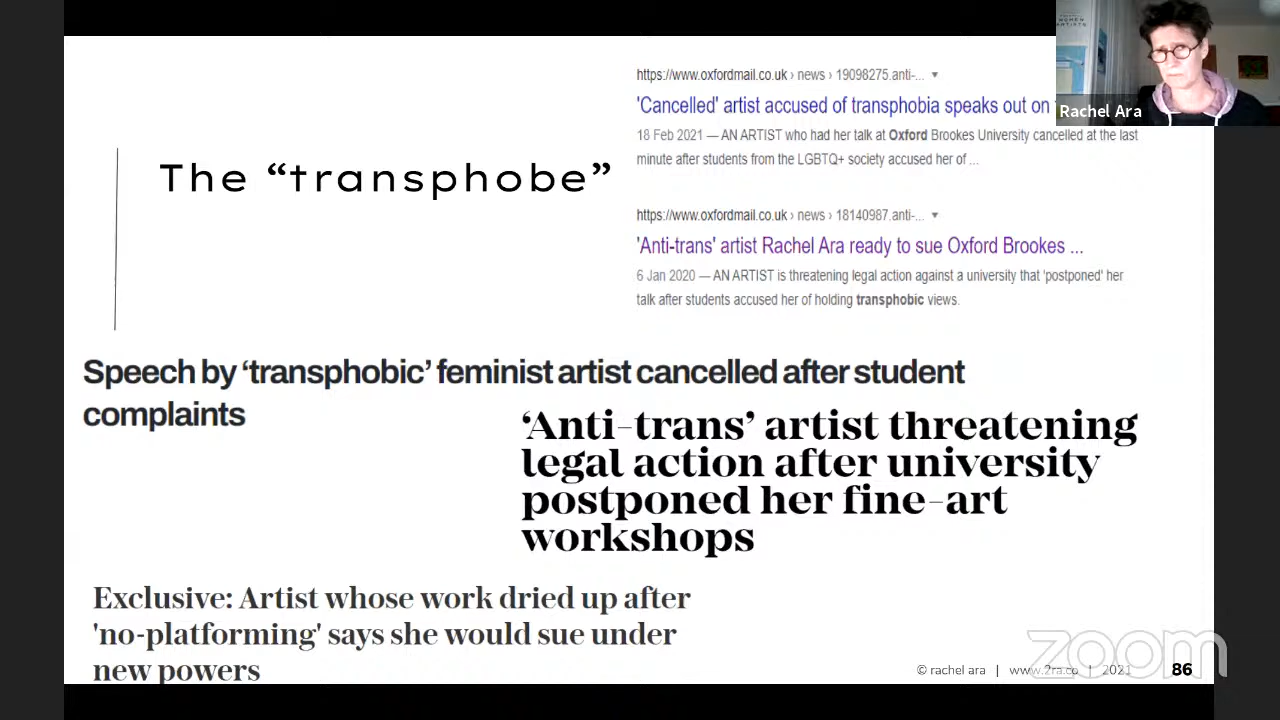 The “transphobe”
https://www.oxfordmail.co.uk › news › 19098275.anti-...
'Cancelled' artist accused of transphobia speaks out on
18 Feb 2021 — AN ARTIST who had her talk at Oxford Brookes University cancelled at the last
minute after students from the LGBTQ+ society accused her of ...
https://www.oxfordmail.co.uk › news › 18140987.anti-...
'Anti-trans' artist Rachel Ara ready to sue Oxford Brookes ...
6 Jan 2020 — AN ARTIST is threatening legal action against a university that 'postponed' her
talk after students accused her of holding transphobic views.
Rachel Ara
Speech by ‘transphobic’ feminist artist cancelled after student
complaints
‘Anti-trans’ artist threatening
legal action after university
postponed her fine-art
workshops
Exclusive: Artist whose work dried up after
'no-platforming' says she would sue under
new powers
© rachel ara | www.2ra.co | 2021 86
zoom